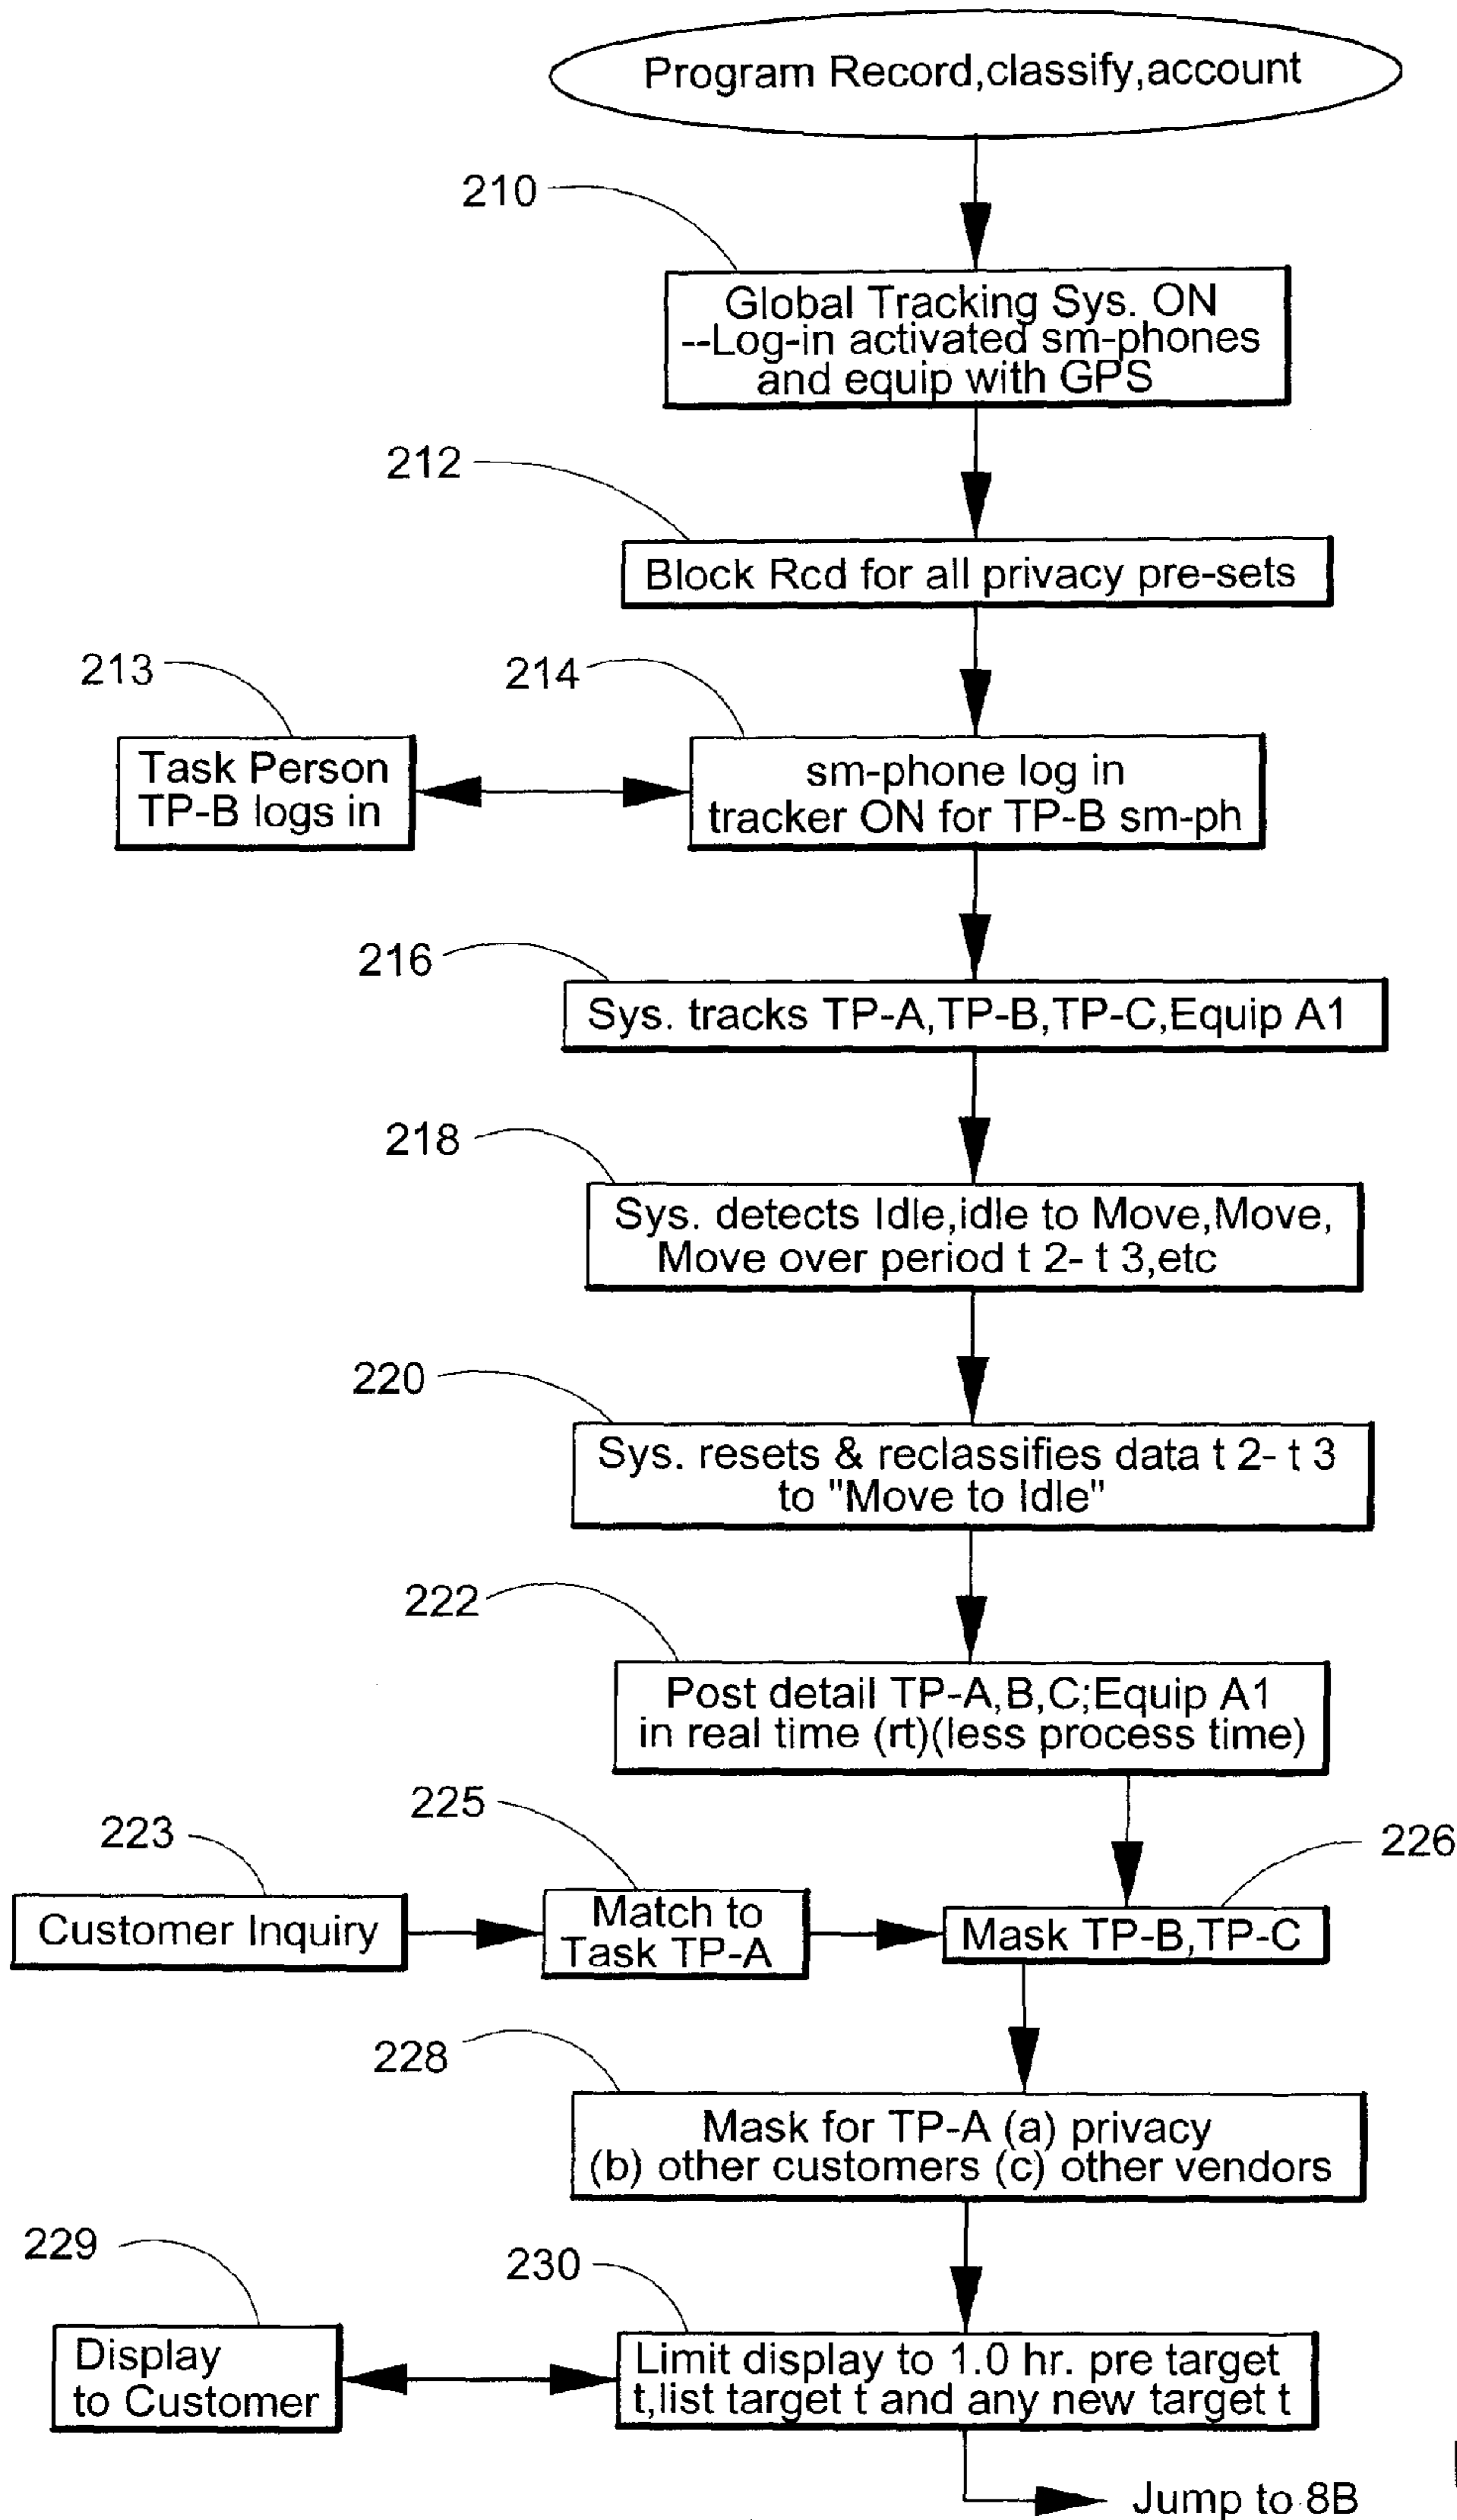 Program Record,classify,account
210
Global Tracking Sys. ON
--Log-in activated sm-phones
and equip with GPS
212
Block Rcd for all privacy pre-sets
213
214
Task Person
TP-B logs in
sm-phone log in
tracker ON for TP-B sm-ph
216
Sys. tracks TP-A,TP-B,TP-C,Equip A1
218
Sys. detects Idle,idle to Move,Move,
Move over period t 2- t 3,etc
220
Sys. resets & reclassifies data t 2- t 3
to "Move to Idle"
222
Post detail TP-A,B,C;Equip A1
in real time (rt)(less process time)
223
225
226
Customer Inquiry
Match to
Task TP-A
Mask TP-B,TP-C
228
Mask for TP-A (a) privacy
(b) other customers (c) other vendors
229
230
Display
to Customer
Limit display to 1.0 hr. pre target
t,list target t and any new target t
Jump to 8B